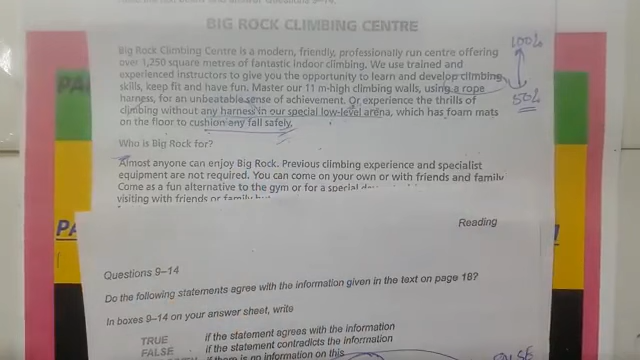 BIG ROCK CLIMBING CENTRE
100%
Big Rock Climbing Centre is a modern, friendly, professionally run centre offering
over 1,250 square metres of fantastic indoor climbing. We use trained and
experienced instructors to give you the opportunity to learn and develop climbing
skills, keep fit and have fun. Master our 11 m-high climbing walls, using a rope
harness, for an unbeatable sense of achievement. Or experience the thrills of
50%
climbing without any harness in our special low-level arena, which has foam mats
on the floor to cushion any fall safely.
Who is Big Rock for?
Almost anyone can enjoy Big Rock. Previous climbing experience and specialist
equipment are not required. You can come on your own or with friends and family
Come as a fun alternative to the gym or for a special
visiting with friends or family
Reading
Questions 9–14
Do the following statements agree with the information given in the text on page 18?
In boxes 9–14 on your answer sheet, write
TRUE if the statement agrees with the information
FALSE if the statement contradicts the information
if there is no information on this
FALSE